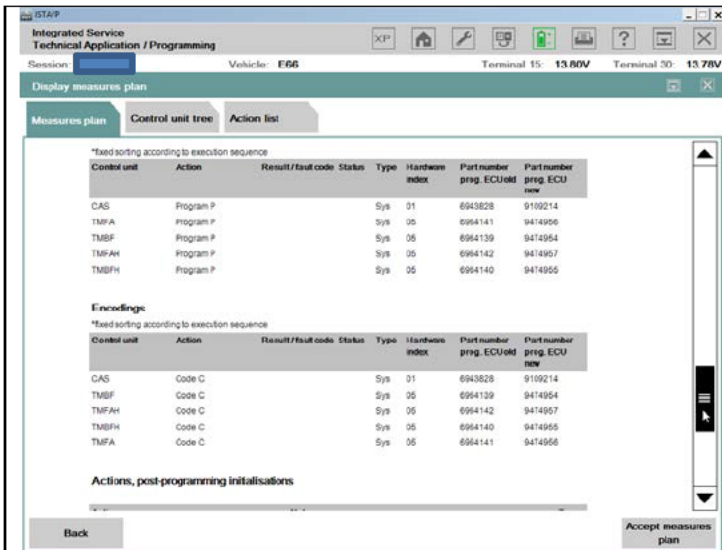 ISTA/P
Integrated Service
Technical Application / Programming
XP
?
Session: Vehicle: E66 Terminal 15: 13.80V Terminal 30: 13.78V
Display measures plan
Measures plan Control unit tree Action list
*fixed sorting according to execution sequence
Control unit Action Result / fault code Status Type Hardware index Part number prog. ECU old Part number prog. ECU new
CAS Program P Sys 01 6943828 9109214
TMFA Program P Sys 05 6964141 9474956
TMBF Program P Sys 05 6964139 9474954
TMFAH Program P Sys 05 6964142 9474957
TMBFH Program P Sys 05 6964140 9474955
Encodings
*fixed sorting according to execution sequence
Control unit Action Result / fault code Status Type Hardware index Part number prog. ECU old Part number prog. ECU new
CAS Code C Sys 01 6943828 9109214
TMBF Code C Sys 05 6964139 9474954
TMFAH Code C Sys 05 6964142 9474957
TMBFH Code C Sys 05 6964140 9474955
TMFA Code C Sys 05 6964141 9474956
Actions, post-programming initialisations
Back Accept measures plan